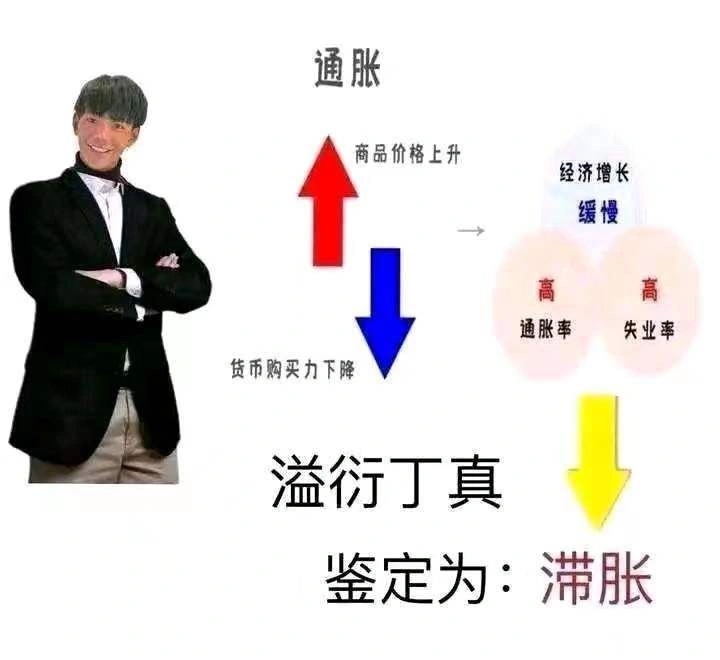 通胀
商品价格上升
经济增长
缓慢
→
高
通胀率
高
失业率
货币购买力下降
溢衍丁真
鉴定为：滞胀